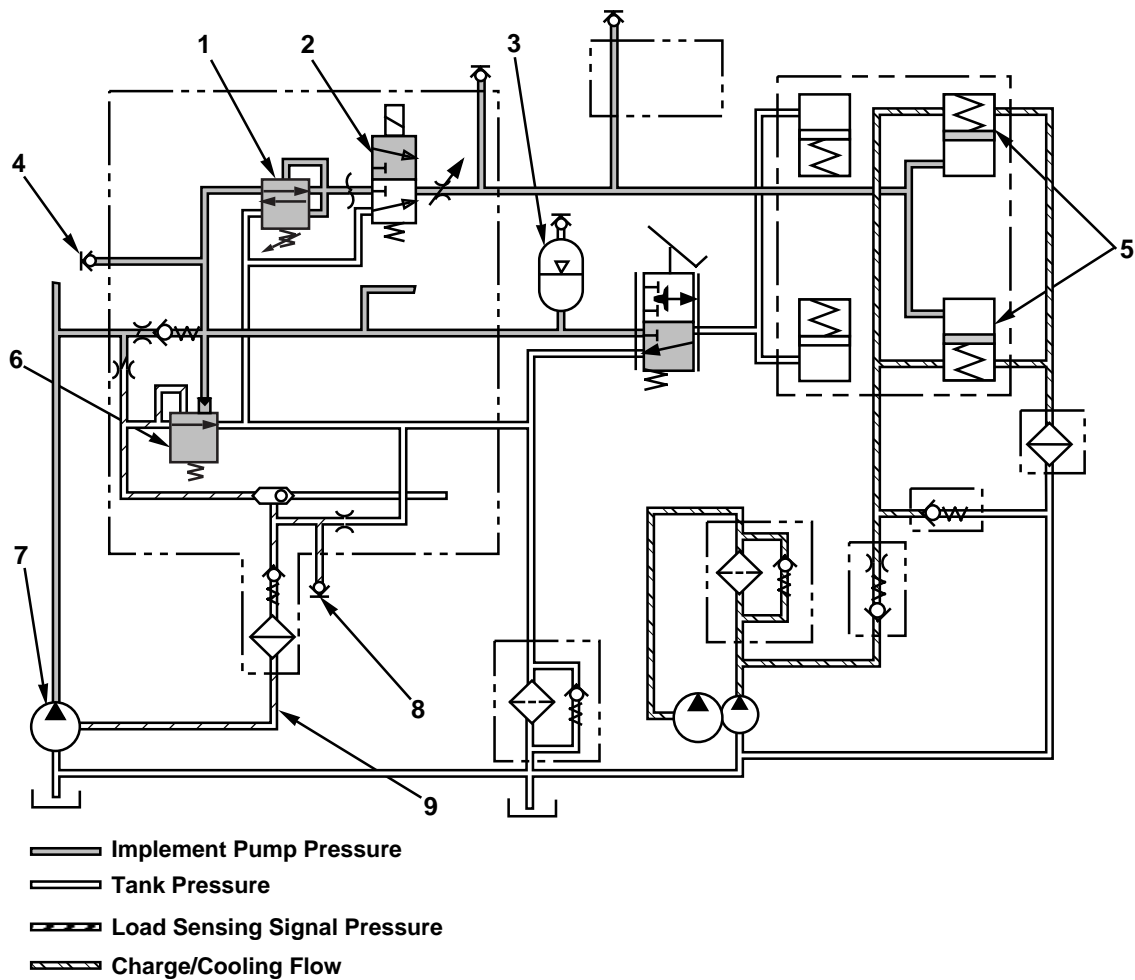 1
2
3
4
5
6
7
8
9
Implement Pump Pressure
Tank Pressure
Load Sensing Signal Pressure
Charge/Cooling Flow